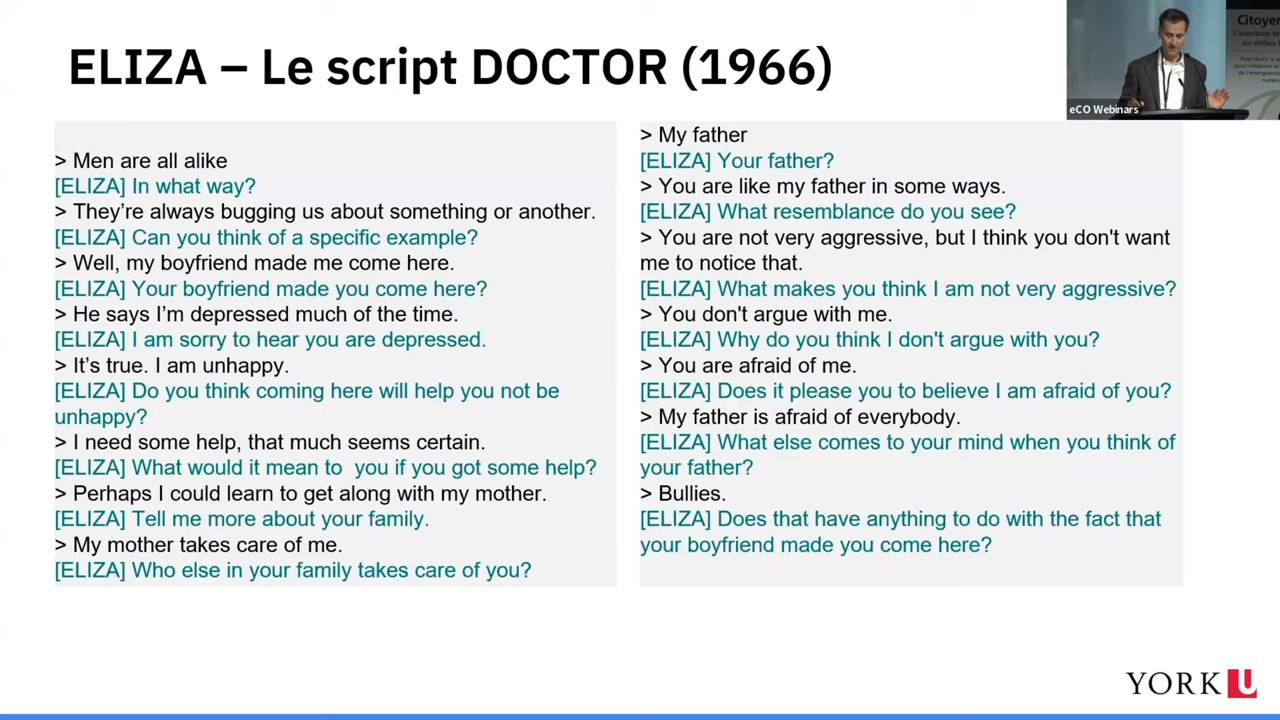 ELIZA – Le script DOCTOR (1966)
> Men are all alike
[ELIZA] In what way?
> They’re always bugging us about something or another.
[ELIZA] Can you think of a specific example?
> Well, my boyfriend made me come here.
[ELIZA] Your boyfriend made you come here?
> He says I’m depressed much of the time.
[ELIZA] I am sorry to hear you are depressed.
> It’s true. I am unhappy.
[ELIZA] Do you think coming here will help you not be
unhappy?
> I need some help, that much seems certain.
[ELIZA] What would it mean to you if you got some help?
> Perhaps I could learn to get along with my mother.
[ELIZA] Tell me more about your family.
> My mother takes care of me.
[ELIZA] Who else in your family takes care of you?
> My father
[ELIZA] Your father?
> You are like my father in some ways.
[ELIZA] What resemblance do you see?
> You are not very aggressive, but I think you don't want
me to notice that.
[ELIZA] What makes you think I am not very aggressive?
> You don't argue with me.
[ELIZA] Why do you think I don't argue with you?
> You are afraid of me.
[ELIZA] Does it please you to believe I am afraid of you?
> My father is afraid of everybody.
[ELIZA] What else comes to your mind when you think of
your father?
> Bullies.
[ELIZA] Does that have anything to do with the fact that
your boyfriend made you come here?
eCO Webinars
Citoyen
en milieu
YORK U